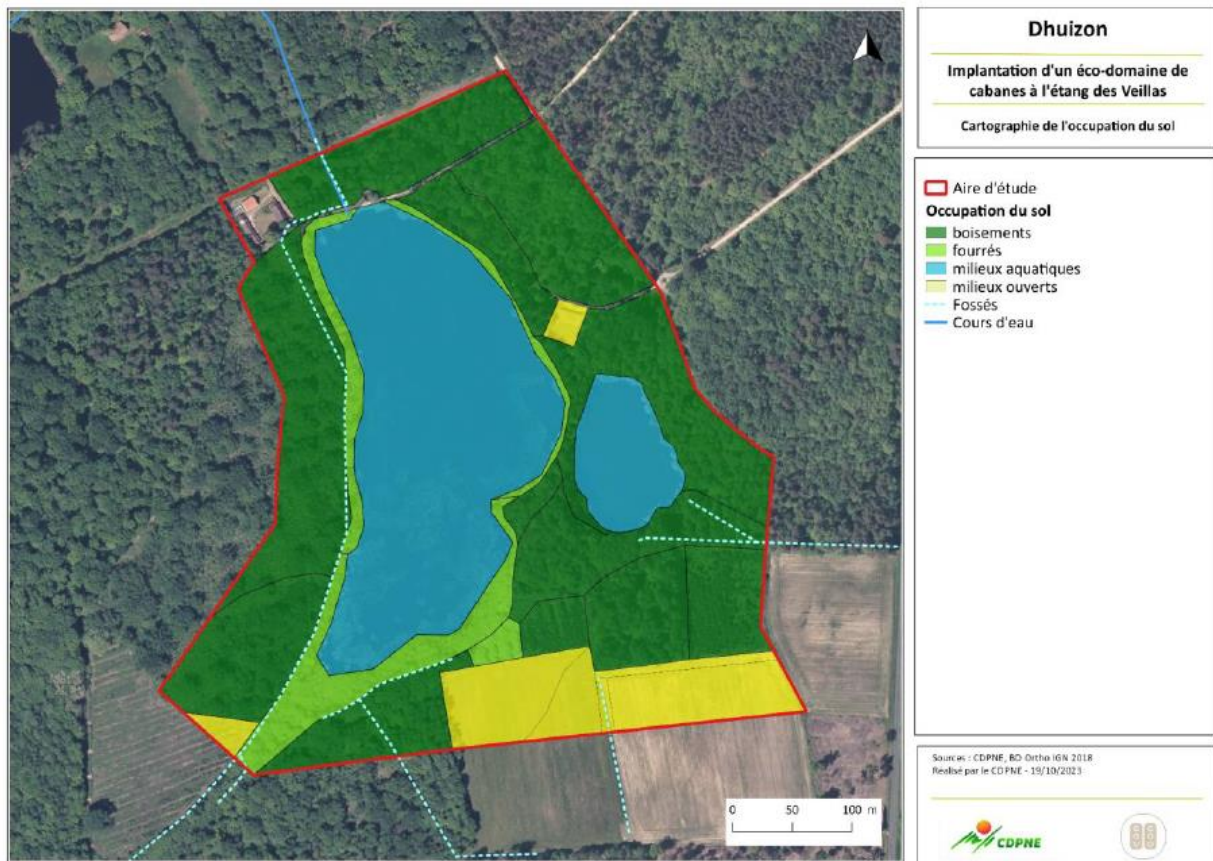 Dhuizon
Implantation d'un éco-domaine de
cabanes à l'étang des Veillas
Cartographie de l'occupation du sol
Aire d'étude
Occupation du sol
boisements
fourrés
milieux aquatiques
milieux ouverts
Fossés
Cours d'eau
0 50 100 m
Sources : CDPNE, BD Ortho IGN 2018
Réalisé par le CDPNE - 19/10/2023
CDPNE